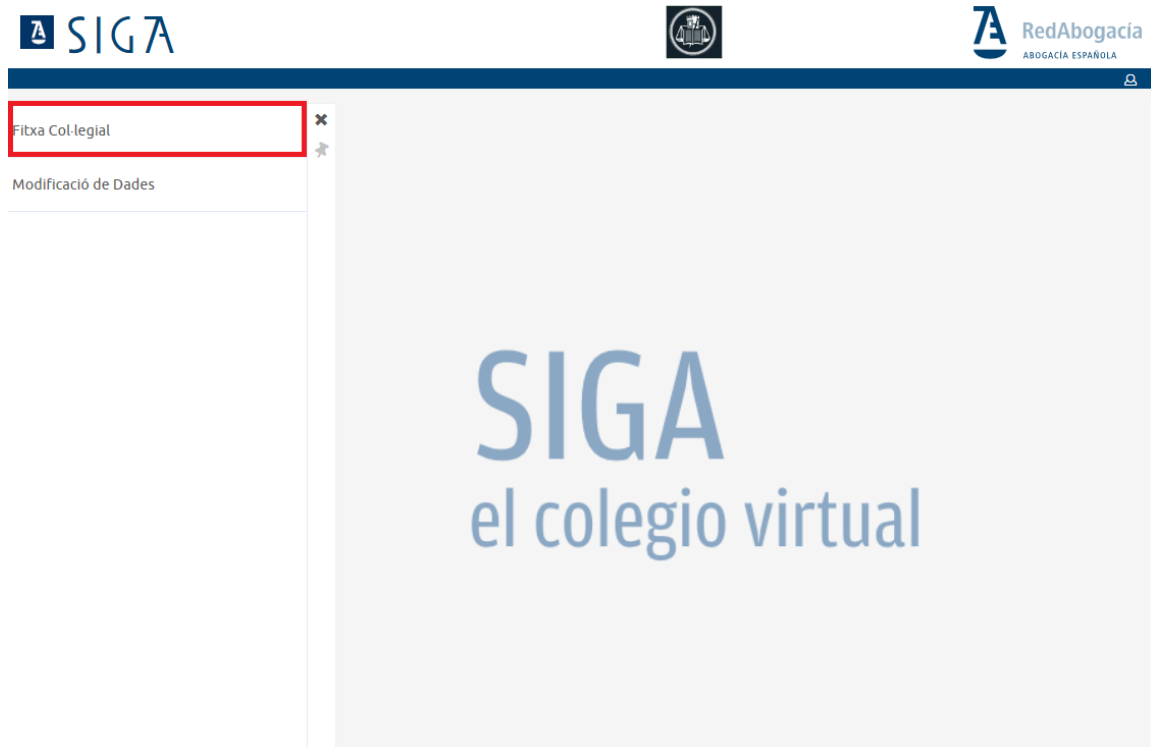 SIGA
RedAbogacía
ABOGACÍA ESPAÑOLA
Fitxa Col·legial
Modificació de Dades
SIGA
el colegio virtual